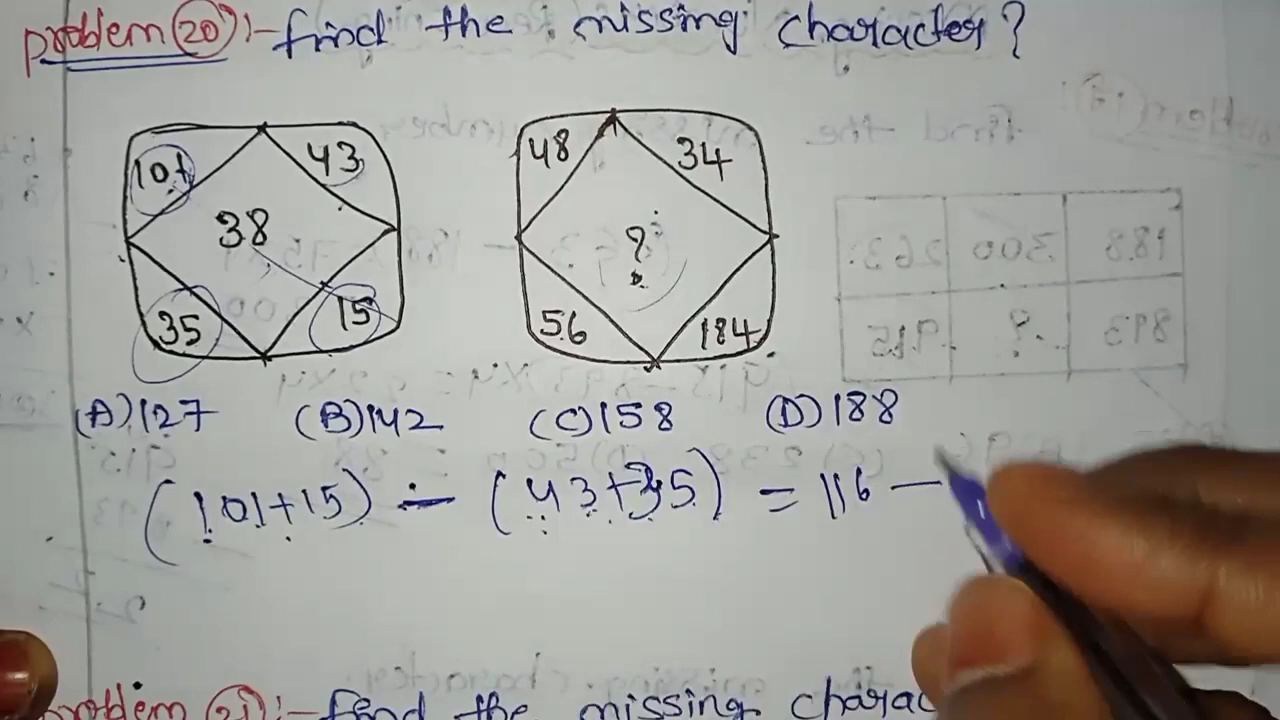 problem (20):- find the missing character?
101 43 48 34
38 ?
35 15 56 184
(A) 127 (B) 142 (C) 158 (D) 188
(101+15) - (43+35) = 116 -
problem (21):- find the missing charac